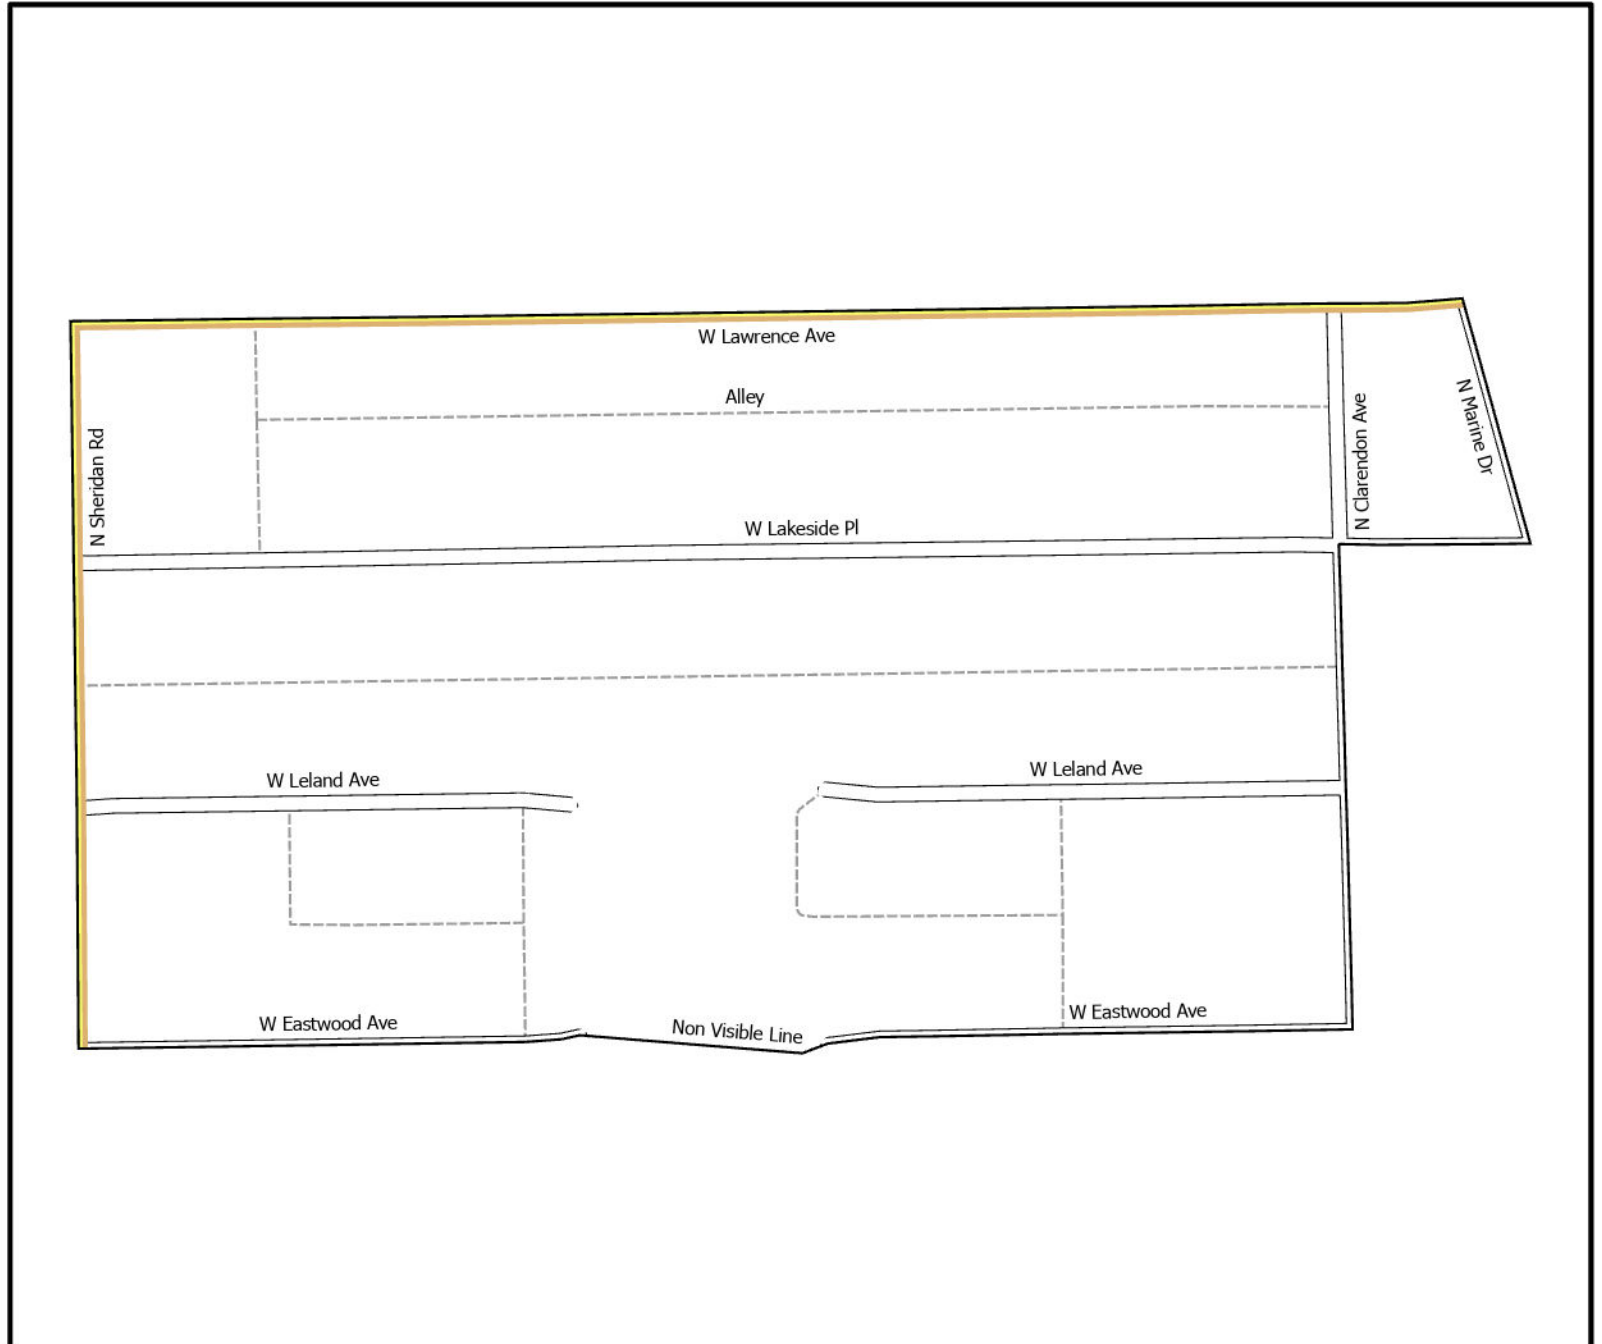 W Lawrence Ave
Alley
N Sheridan Rd
N Clarendon Ave
N Marine Dr
W Lakeside Pl
W Leland Ave
W Leland Ave
W Eastwood Ave
Non Visible Line
W Eastwood Ave